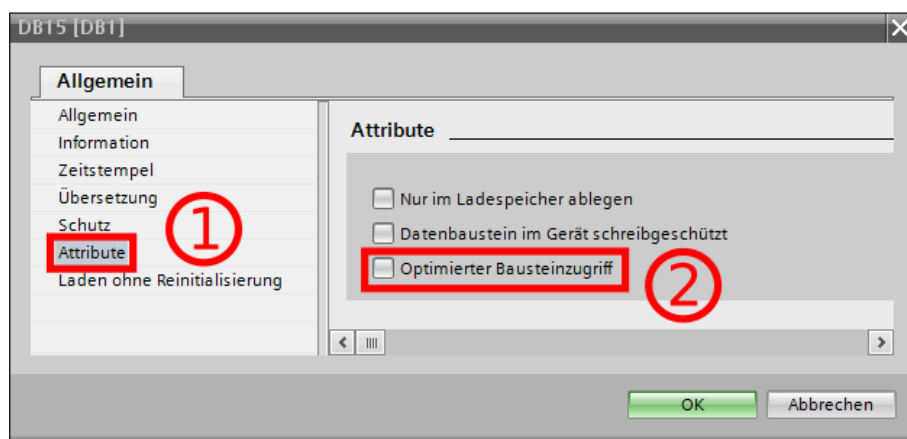 DB15 [DB1]
Allgemein
Allgemein
Information
Zeitstempel
Übersetzung
Schutz
Attribute
Laden ohne Reinitialisierung
1
Attribute
Nur im Ladespeicher ablegen
Datenbaustein im Gerät schreibgeschützt
Optimierter Bausteinzugriff
2
OK
Abbrechen